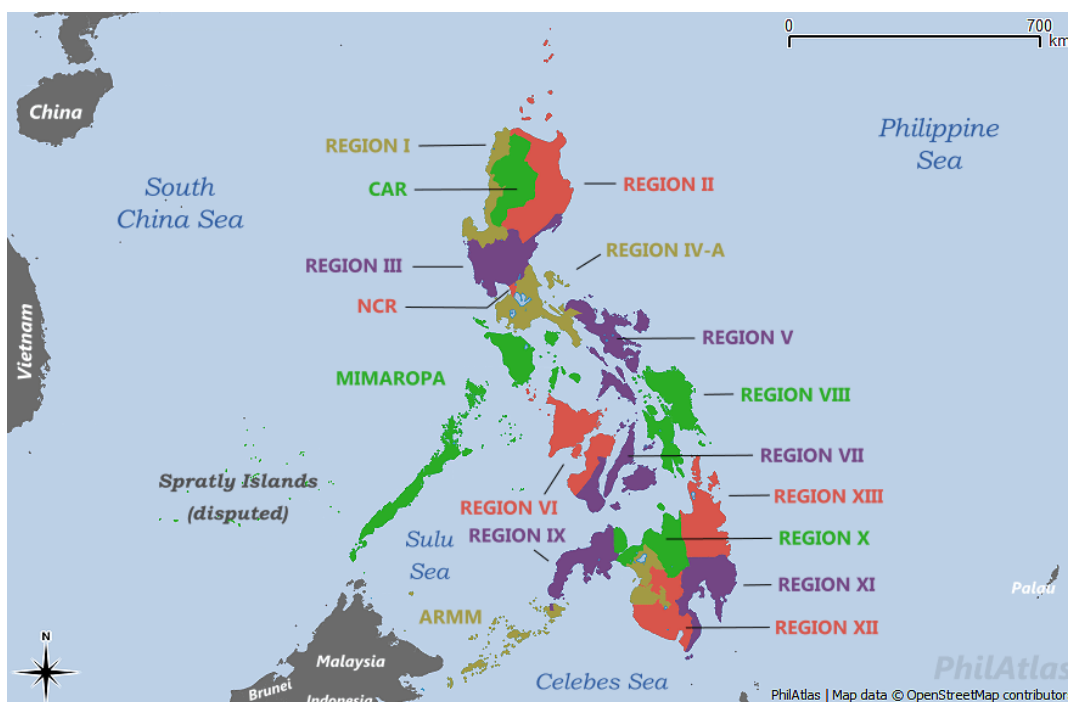 0 700
km
China
Philippine
Sea
REGION I
CAR
REGION II
South
China Sea
REGION III
REGION IV-A
NCR
Vietnam
REGION V
MIMAROPA
REGION VIII
REGION VII
Spratly Islands
(disputed)
REGION VI
REGION XIII
REGION IX
REGION X
Sulu
Sea
REGION XI
Palau
ARMM
REGION XII
N
Malaysia
Brunei
Indonesia
Celebes Sea
PhilAtlas
PhilAtlas | Map data © OpenStreetMap contributor